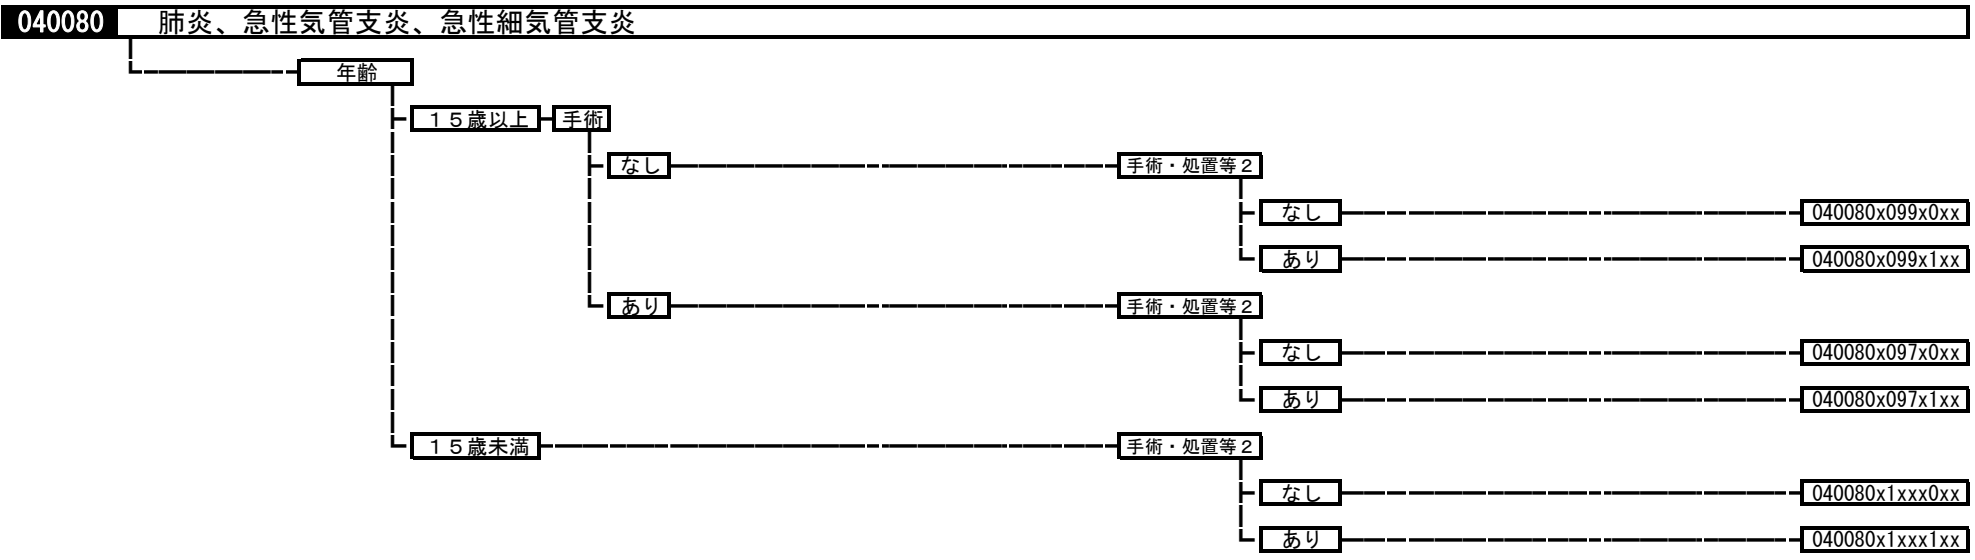 040080 肺炎、急性気管支炎、急性細気管支炎
年齢
１５歳以上 手術
なし 手術・処置等２
なし 040080x099x0xx
あり 040080x099x1xx
あり 手術・処置等２
なし 040080x097x0xx
あり 040080x097x1xx
１５歳未満 手術・処置等２
なし 040080x1xxx0xx
あり 040080x1xxx1xx